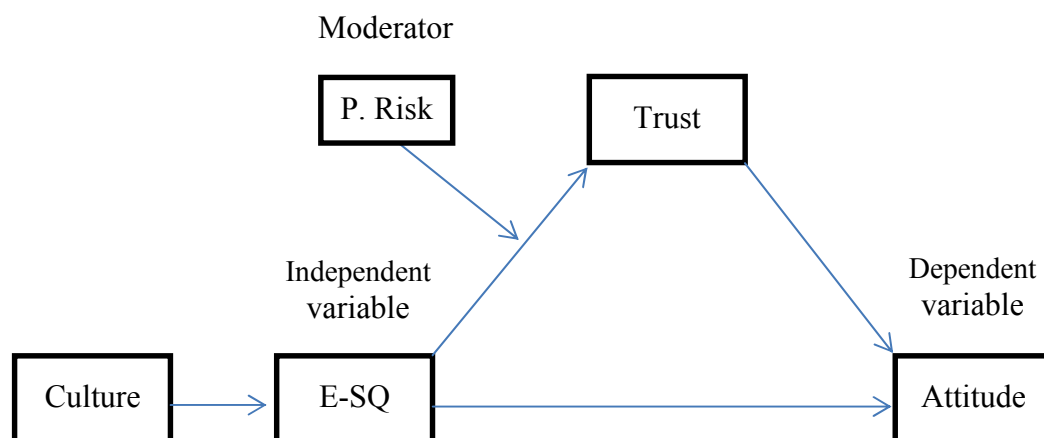 Moderator
P. Risk
Trust
Independent
variable
Dependent
variable
Culture
E-SQ
Attitude